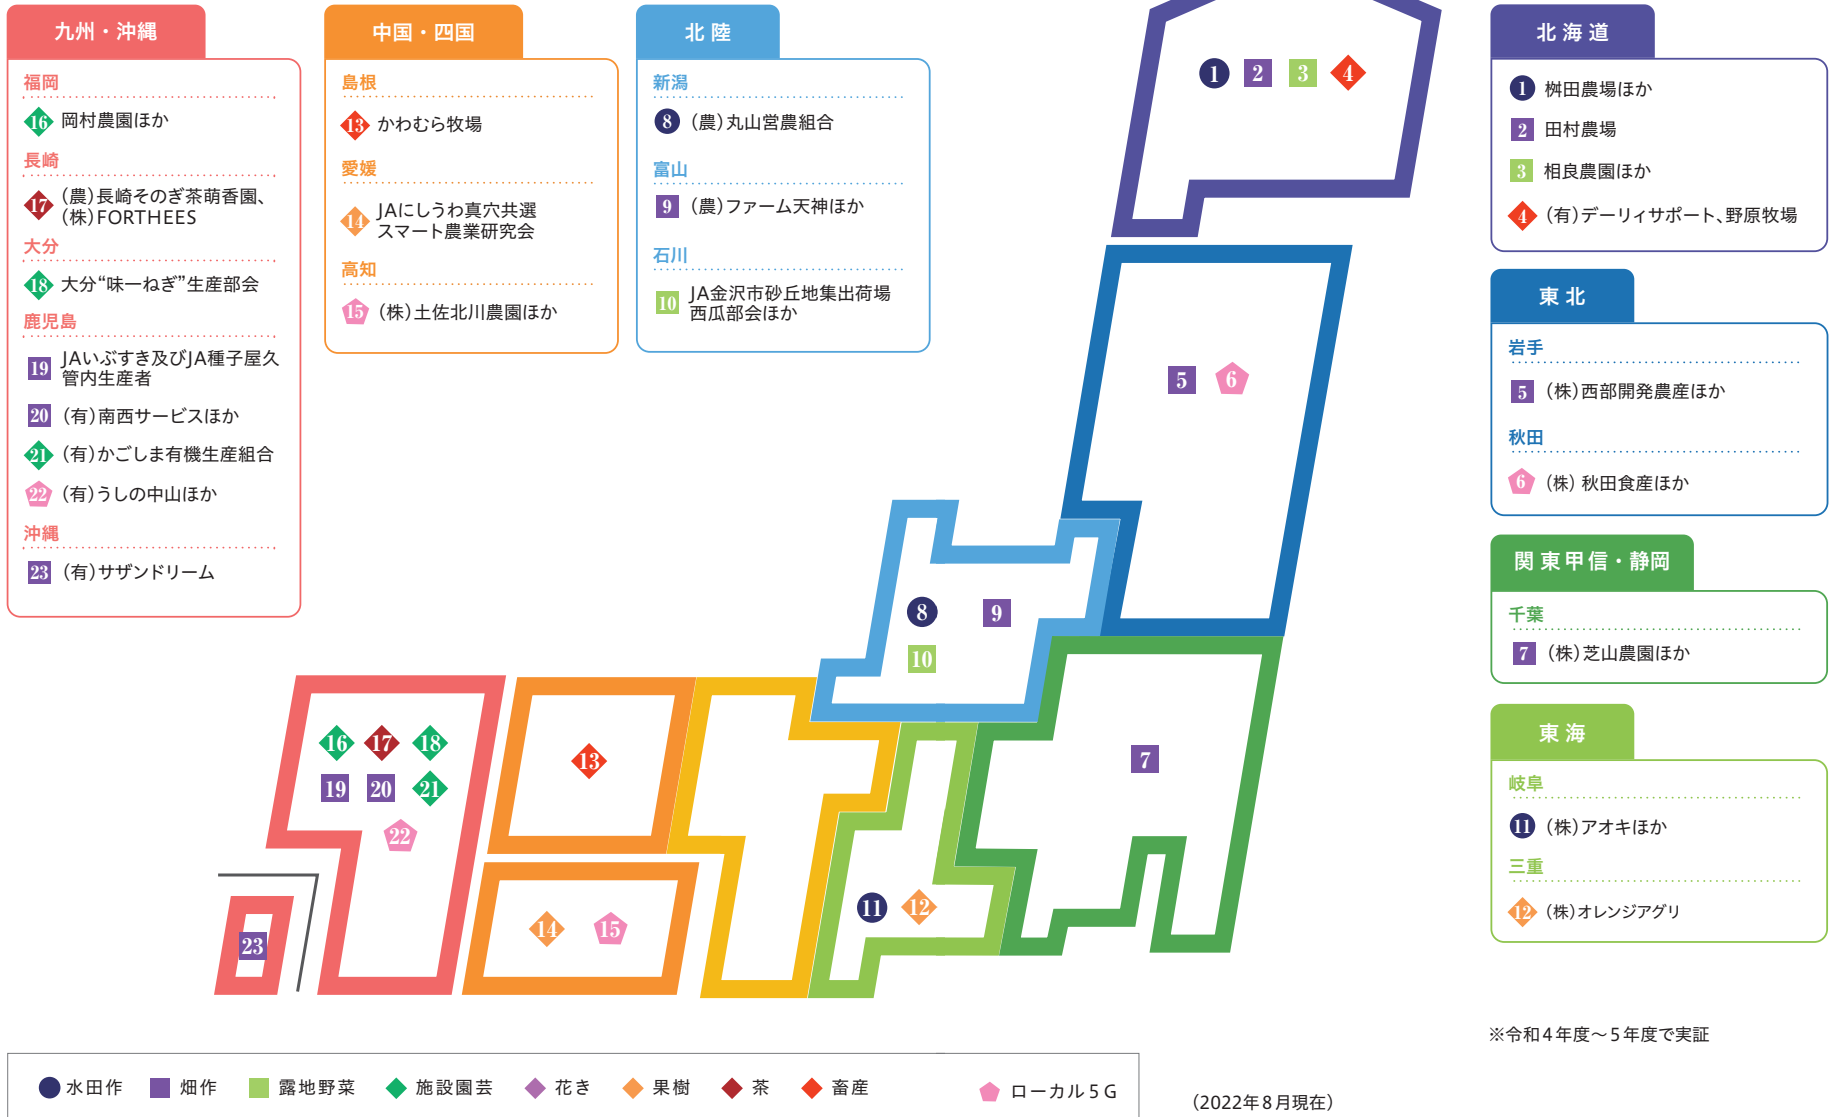 九州・沖縄
福岡
16 岡村農園ほか
長崎
17 (農)長崎そのぎ茶萌香園、
(株)FORTHEES
大分
18 大分“味一ねぎ”生産部会
鹿児島
19 JAいぶすき及びJA種子屋久
管内生産者
20 (有)南西サービスほか
21 (有)かごしま有機生産組合
22 (有)うしの中山ほか
沖縄
23 (有)サザンドリーム
中国・四国
島根
13 かわむら牧場
愛媛
14 JAにしうわ真穴共選
スマート農業研究会
高知
15 (株)土佐北川農園ほか
北陸
新潟
8 (農)丸山営農組合
富山
9 (農)ファーム天神ほか
石川
10 JA金沢市砂丘地集出荷場
西瓜部会ほか
北海道
1 桝田農場ほか
2 田村農場
3 相良農園ほか
4 (有)デーリィサポート、野原牧場
東北
岩手
5 (株)西部開発農産ほか
秋田
6 (株)秋田食産ほか
関東甲信・静岡
千葉
7 (株)芝山農園ほか
東海
岐阜
11 (株)アオキほか
三重
12 (株)オレンジアグリ
1 2 3 4
5 6
8 9
10
7
11 12
13
14 15
16 17 18
19 20 21
22
23
※令和4年度〜5年度で実証
水田作 畑作 露地野菜 施設園芸 花き 果樹 茶 畜産 ローカル5G
(2022年8月現在)